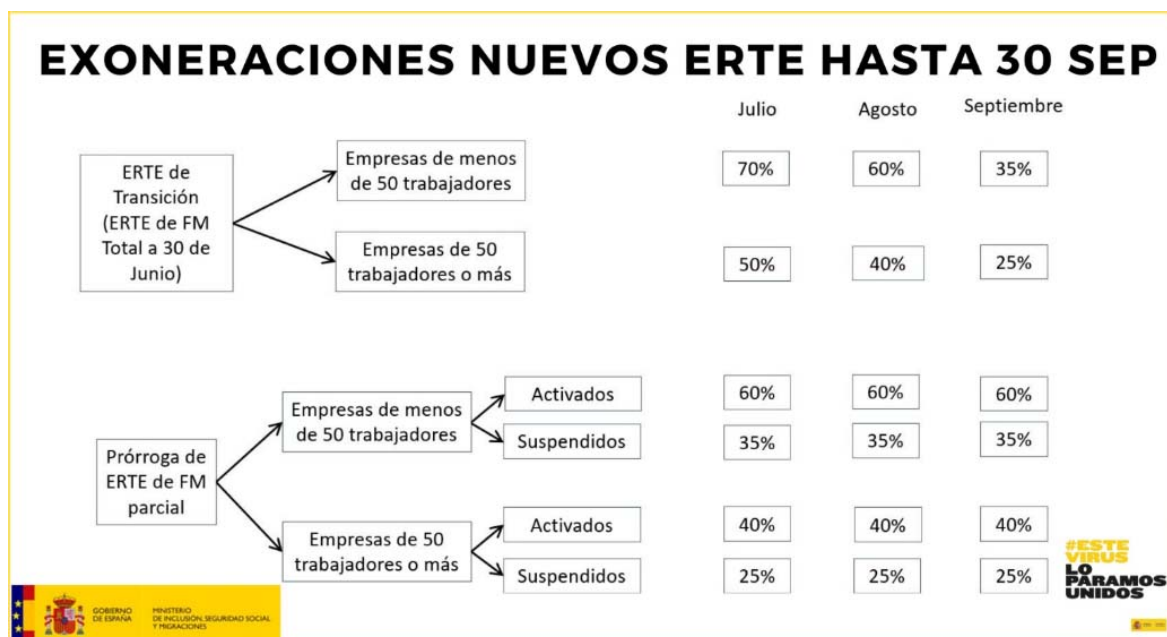 EXONERACIONES NUEVOS ERTE HASTA 30 SEP
Julio Agosto Septiembre
ERTE de
Transición
(ERTE de FM
Total a 30 de
Junio)
Empresas de menos
de 50 trabajadores
70% 60% 35%
Empresas de 50
trabajadores o más
50% 40% 25%
Prórroga de
ERTE de FM
parcial
Empresas de menos
de 50 trabajadores
Activados
60% 60% 60%
Suspendidos
35% 35% 35%
Empresas de 50
trabajadores o más
Activados
40% 40% 40%
Suspendidos
25% 25% 25%
GOBIERNO
DE ESPAÑA
MINISTERIO
DE INCLUSIÓN, SEGURIDAD SOCIAL
Y MIGRACIONES
#ESTE
VIRUS
LO
PARAMOS
UNIDOS